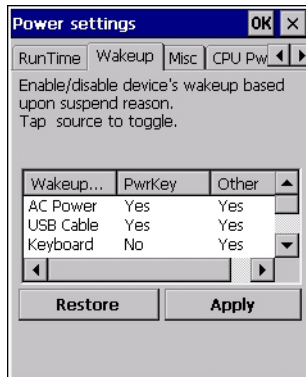 Power settings OK ×
RunTime Wakeup Misc CPU Pw
Enable/disable device's wakeup based
upon suspend reason.
Tap source to toggle.
Wakeup... PwrKey Other
AC Power Yes Yes
USB Cable Yes Yes
Keyboard No Yes
Restore Apply